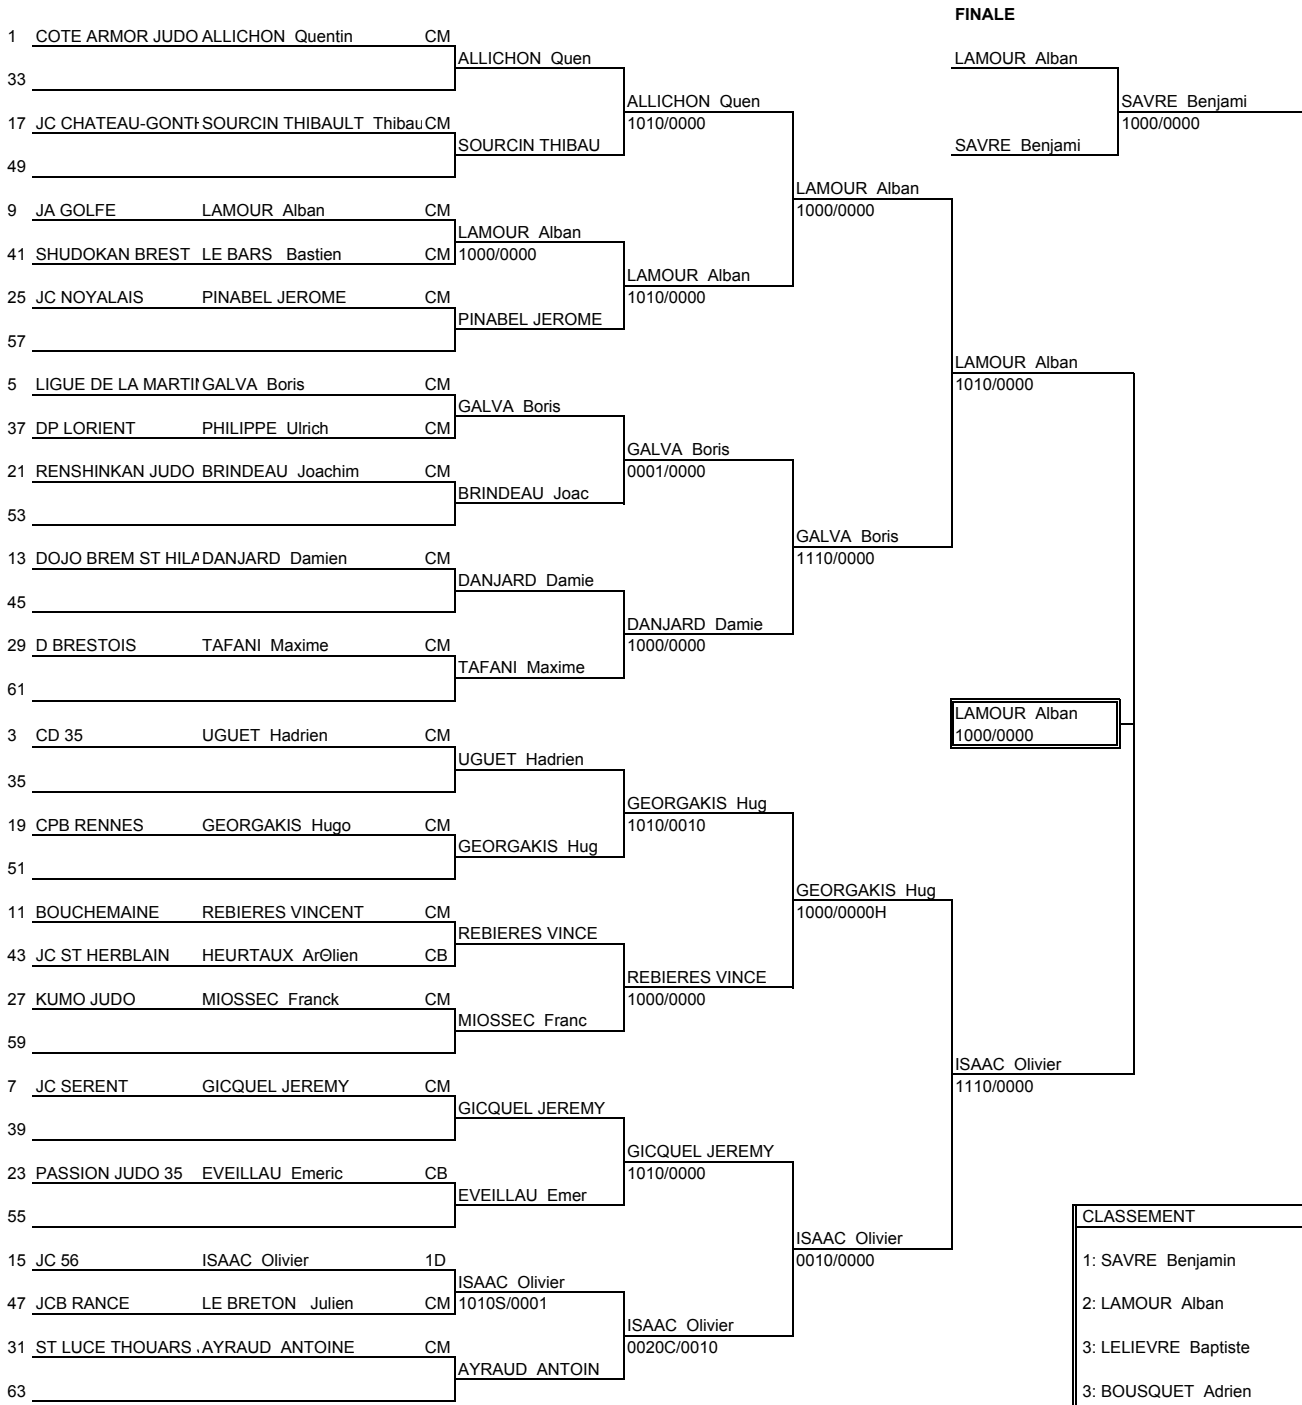 FINALE
1 COTE ARMOR JUDO ALLICHON Quentin CM
ALLICHON Quen
LAMOUR Alban
33
ALLICHON Quen
SAVRE Benjami
17 JC CHATEAU-GONTI SOURCIN THIBAULT Thibau CM
1010/0000
1000/0000
SOURCIN THIBAU
SAVRE Benjami
49
LAMOUR Alban
9 JA GOLFE LAMOUR Alban CM
1000/0000
LAMOUR Alban
41 SHUDOKAN BREST LE BARS Bastien CM
1000/0000
LAMOUR Alban
25 JC NOYALAIS PINABEL JEROME CM
1010/0000
PINABEL JEROME
57
LAMOUR Alban
5 LIGUE DE LA MARTIN GALVA Boris CM
1010/0000
GALVA Boris
37 DP LORIENT PHILIPPE Ulrich CM
GALVA Boris
21 RENSHINKAN JUDO BRINDEAU Joachim CM
0001/0000
BRINDEAU Joac
53
GALVA Boris
13 DOJO BREM ST HILA DANJARD Damien CM
1110/0000
DANJARD Damie
45
DANJARD Damie
29 D BRESTOIS TAFANI Maxime CM
1000/0000
TAFANI Maxime
61
LAMOUR Alban
3 CD 35 UGUET Hadrien CM
1000/0000
UGUET Hadrien
35
GEORGAKIS Hug
19 CPB RENNES GEORGAKIS Hugo CM
1010/0010
GEORGAKIS Hug
51
GEORGAKIS Hug
11 BOUCHEMAINE REBIERES VINCENT CM
1000/0000H
REBIERES VINCE
43 JC ST HERBLAIN HEURTAUX ArΘlien CB
REBIERES VINCE
27 KUMO JUDO MIOSSEC Franck CM
1000/0000
MIOSSEC Franc
59
ISAAC Olivier
7 JC SERENT GICQUEL JEREMY CM
1110/0000
GICQUEL JEREMY
39
GICQUEL JEREMY
23 PASSION JUDO 35 EVEILLAU Emeric CB
1010/0000
EVEILLAU Emer
55
CLASSEMENT
ISAAC Olivier
15 JC 56 ISAAC Olivier 1D
0010/0000
1: SAVRE Benjamin
ISAAC Olivier
47 JCB RANCE LE BRETON Julien CM
1010S/0001
2: LAMOUR Alban
ISAAC Olivier
31 ST LUCE THOUARS . AYRAUD ANTOINE CM
0020C/0010
3: LELIEVRE Baptiste
AYRAUD ANTOIN
63
3: BOUSQUET Adrien